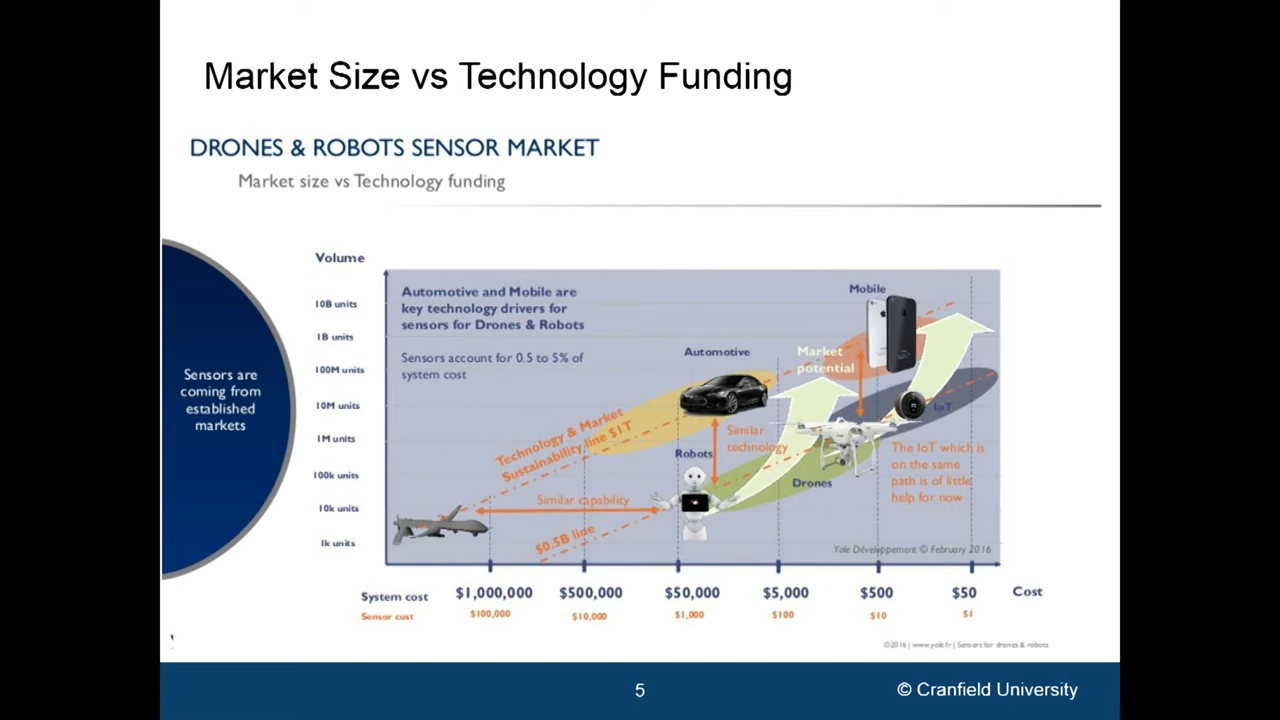 Market Size vs Technology Funding
DRONES & ROBOTS SENSOR MARKET
Market size vs Technology funding
Sensors are
coming from
established
markets
Volume
10B units
1B units
100M units
10M units
1M units
100k units
10k units
1k units
Automotive and Mobile are
key technology drivers for
sensors for Drones & Robots
Sensors account for 0.5 to 5% of
system cost
Mobile
Automotive
Market
potential
Technology & Market
Sustainability line $1T
Similar
technology
IoT
Robots
Drones
The IoT which is
on the same
path is of little
help for now
Similar capability
$0.5B line
Yole Développement © February 2016
System cost $1,000,000 $500,000 $50,000 $5,000 $500 $50 Cost
Sensor cost $100,000 $10,000 $1,000 $100 $10 $1
©2016 | www.yole.fr | Sensors for drones & robots
5
© Cranfield University